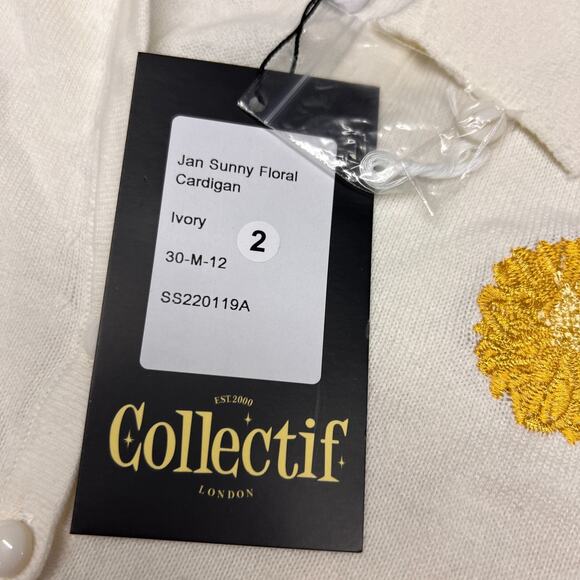 Jan Sunny Floral
Cardigan
Ivory
2
30-M-12
SS220119A
EST.2000
Collectif
LONDON